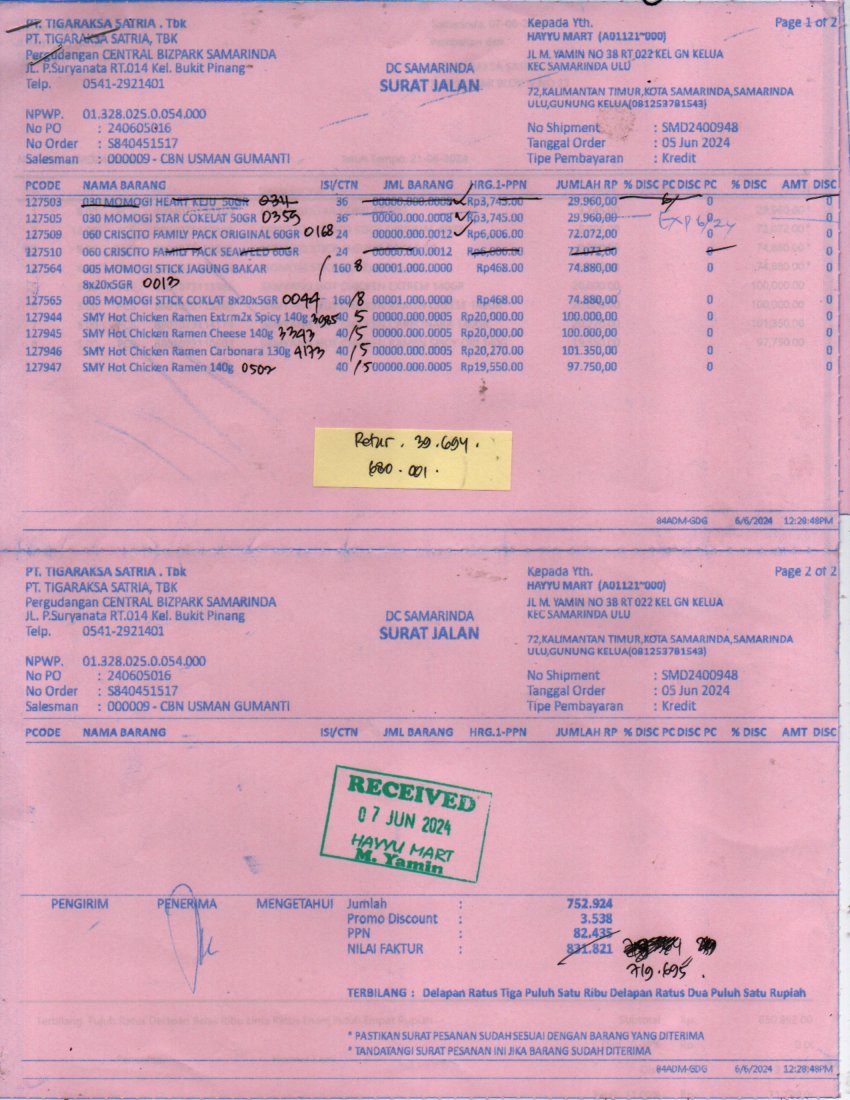 PT. TIGARAKSA SATRIA . Tbk
PT. TIGARAKSA SATRIA, TBK
Pergudangan CENTRAL BIZPARK SAMARINDA
JL. P.Suryanata RT.014 Kel. Bukit Pinang
Telp. 0541-2921401
DC SAMARINDA
SURAT JALAN
Kepada Yth.
Page 1 of 2
HAYYU MART (A01121~000)
JL M. YAMIN NO 38 RT 022 KEL GN KELUA
KEC SAMARINDA ULU
72,KALIMANTAN TIMUR,KOTA SAMARINDA,SAMARINDA
ULU,GUNUNG KELUA(081253781543)
NPWP. 01.328.025.0.054.000
No PO : 240605016
No Order : S840451517
Salesman : 000009 - CBN USMAN GUMANTI
No Shipment : SMD2400948
Tanggal Order : 05 Jun 2024
Tipe Pembayaran : Kredit
PCODE NAMA BARANG ISI/CTN JML BARANG HRG.1-PPN JUMLAH RP % DISC PC DISC PC % DISC AMT DISC
127503 030 MOMOGI HEART KEJU 50GR 0341 36 00000.000.0008 Rp3,745.00 29.960,00 0 0
127505 030 MOMOGI STAR COKELAT 50GR 0355 36 00000.000.0008 Rp3,745.00 29.960,00 0 0
EXP 6/24
127509 060 CRISCITO FAMILY PACK ORIGINAL 60GR 0168 24 00000.000.0012 Rp6,006.00 72.072,00 0 0
127510 060 CRISCITO FAMILY PACK SEAWEED 60GR 24 00000.000.0012 Rp6,006.00 72.072,00 0 0
127564 005 MOMOGI STICK JAGUNG BAKAR 160 8 00001.000.0000 Rp468.00 74.880,00 0 0
8x20x5GR 0013
127565 005 MOMOGI STICK COKLAT 8x20x5GR 0044 160/8 00001.000.0000 Rp468.00 74.880,00 0 0
127944 SMY Hot Chicken Ramen Extrm2x Spicy 140g 3985 40 5 00000.000.0005 Rp20,000.00 100.000,00 0 0
127945 SMY Hot Chicken Ramen Cheese 140g 3343 40/5 00000.000.0005 Rp20,000.00 100.000,00 0 0
127946 SMY Hot Chicken Ramen Carbonara 130g 4173 40/5 00000.000.0005 Rp20,270.00 101.350,00 0 0
127947 SMY Hot Chicken Ramen 140g 0502 40/5 00000.000.0005 Rp19,550.00 97.750,00 0 0
Retur . 39.694 .
680.001 .
84ADM-GDG 6/6/2024 12:28:48PM
PT. TIGARAKSA SATRIA . Tbk
PT. TIGARAKSA SATRIA, TBK
Pergudangan CENTRAL BIZPARK SAMARINDA
JL. P.Suryanata RT.014 Kel. Bukit Pinang
Telp. 0541-2921401
DC SAMARINDA
SURAT JALAN
Kepada Yth.
Page 2 of 2
HAYYU MART (A01121~000)
JL M. YAMIN NO 38 RT 022 KEL GN KELUA
KEC SAMARINDA ULU
72,KALIMANTAN TIMUR,KOTA SAMARINDA,SAMARINDA
ULU,GUNUNG KELUA(081253781543)
NPWP. 01.328.025.0.054.000
No PO : 240605016
No Order : S840451517
Salesman : 000009 - CBN USMAN GUMANTI
No Shipment : SMD2400948
Tanggal Order : 05 Jun 2024
Tipe Pembayaran : Kredit
PCODE NAMA BARANG ISI/CTN JML BARANG HRG.1-PPN JUMLAH RP % DISC PC DISC PC % DISC AMT DISC
RECEIVED
07 JUN 2024
HAYYU MART
M. Yamin
PENGIRIM PENERIMA MENGETAHUI
Jumlah : 752.924
Promo Discount : 3.538
PPN : 82.435
NILAI FAKTUR : 831.821
719.695 .
TERBILANG : Delapan Ratus Tiga Puluh Satu Ribu Delapan Ratus Dua Puluh Satu Rupiah
* PASTIKAN SURAT PESANAN SUDAH SESUAI DENGAN BARANG YANG DITERIMA
* TANDATANGI SURAT PESANAN INI JIKA BARANG SUDAH DITERIMA
84ADM-GDG 6/6/2024 12:28:48PM